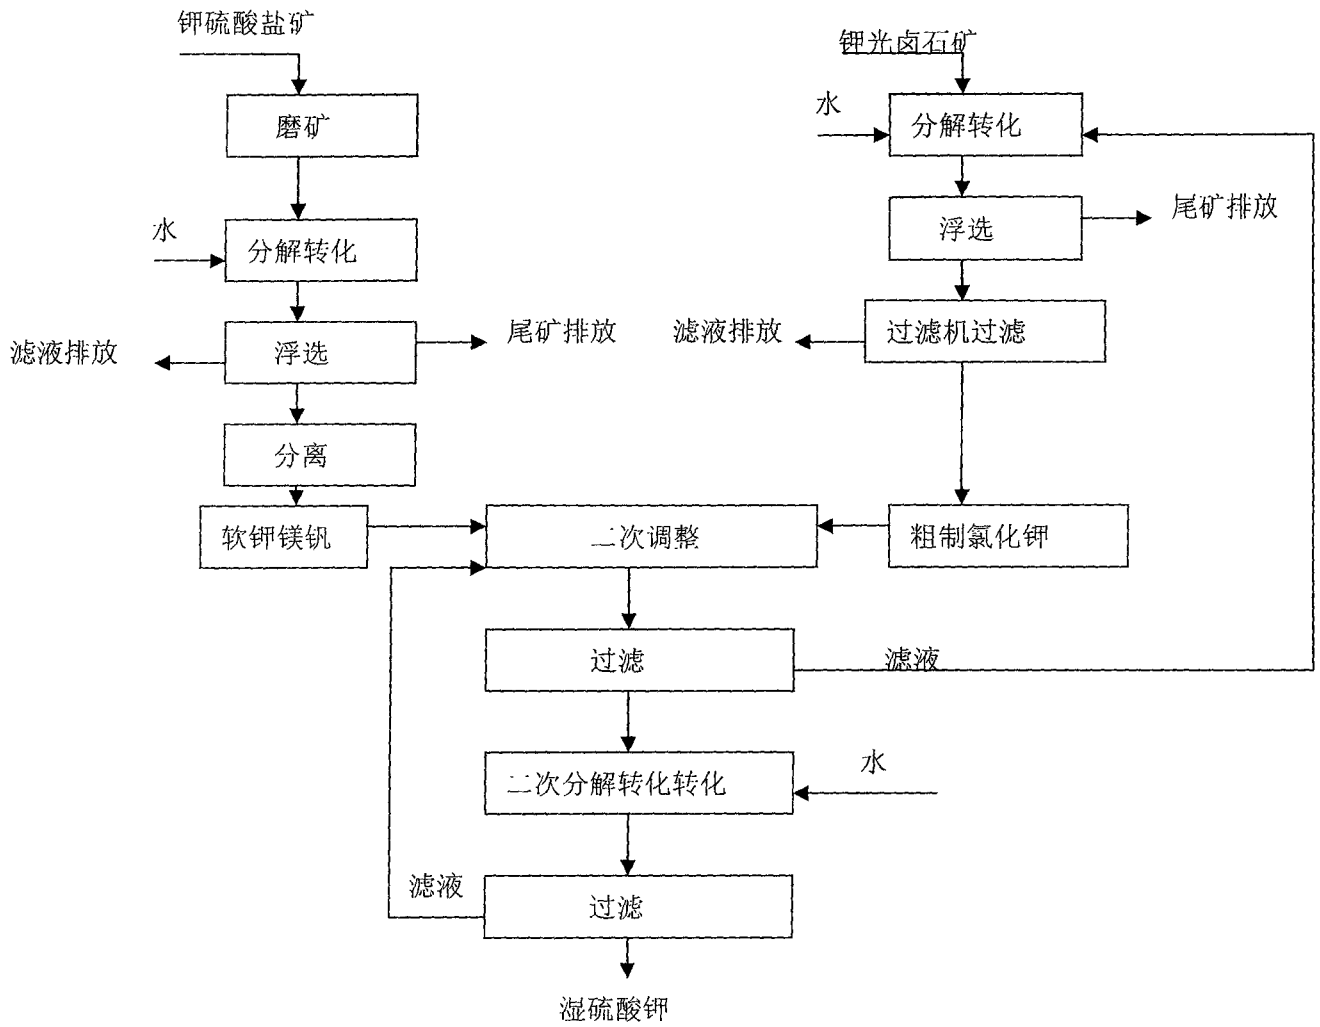 钾硫酸盐矿
钾光卤石矿
磨矿
水
分解转化
水
分解转化
浮选
尾矿排放
滤液排放
浮选
尾矿排放
滤液排放
过滤机过滤
分离
软钾镁钒
二次调整
粗制氯化钾
过滤
滤液
二次分解转化转化
水
滤液
过滤
湿硫酸钾